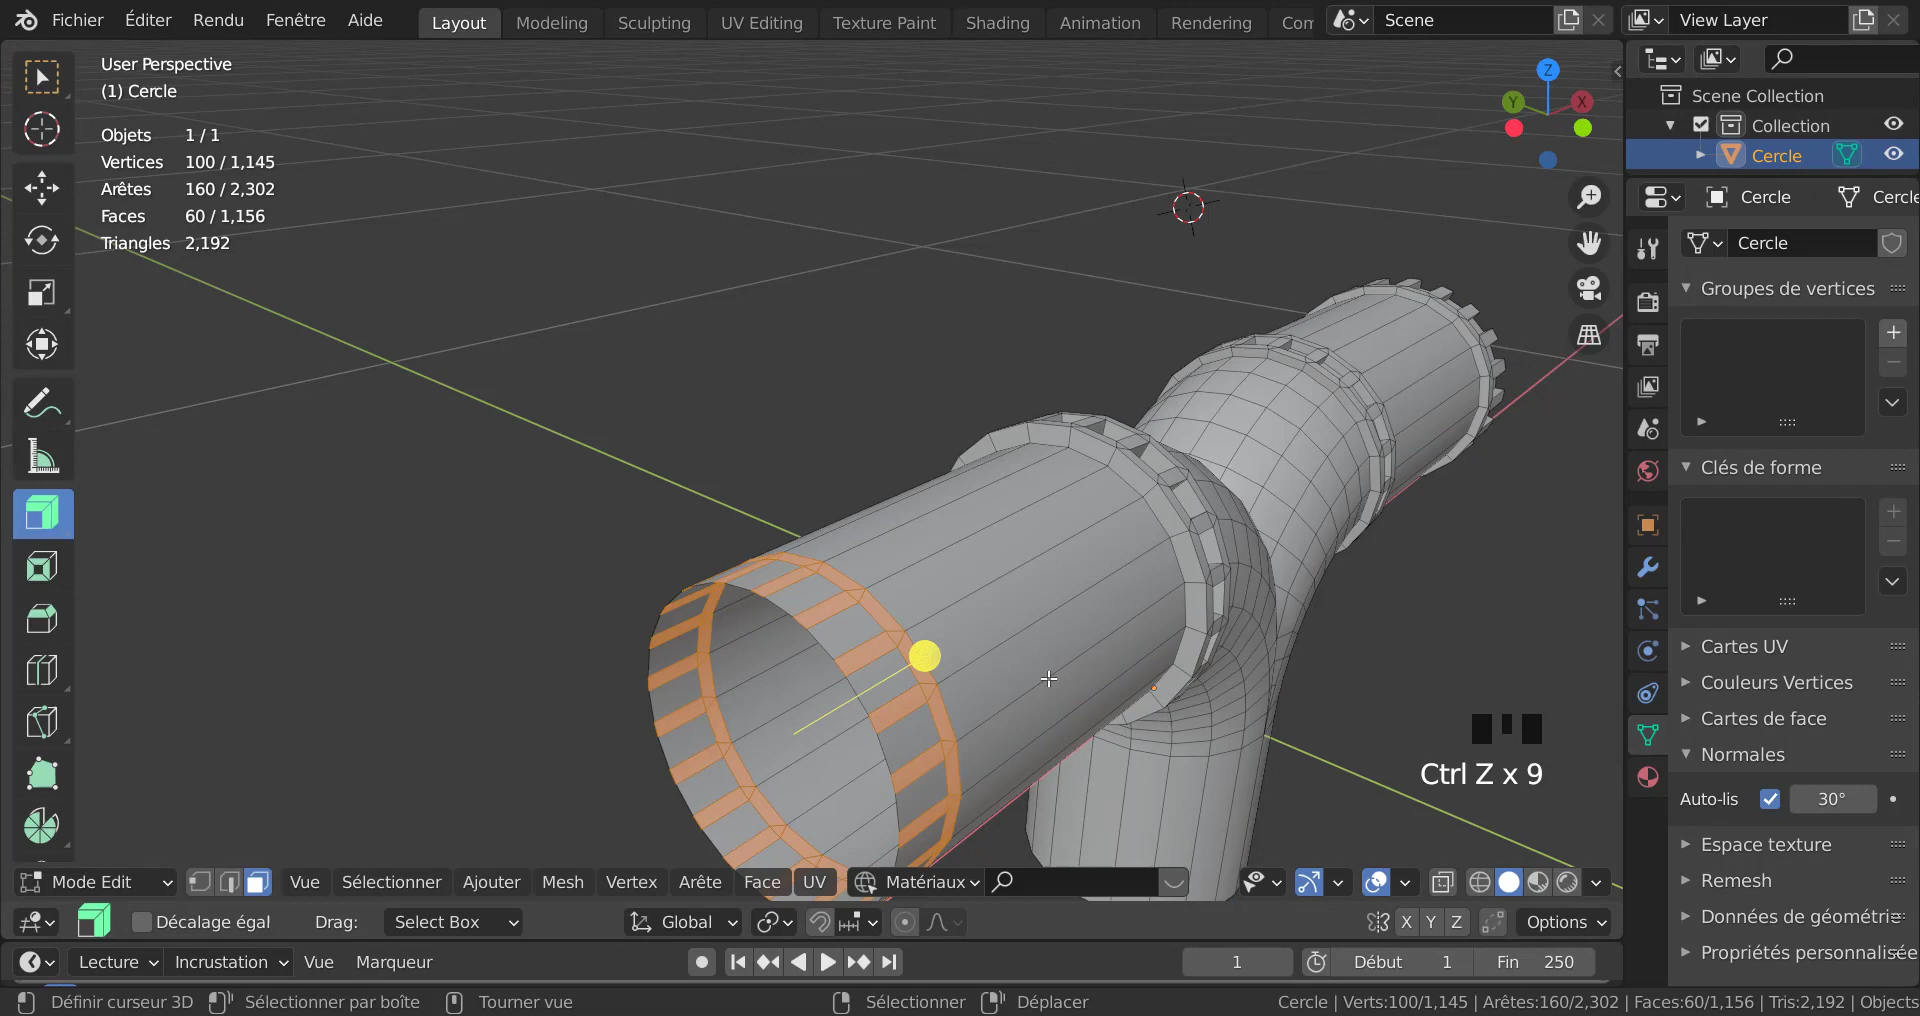 Fichier Éditer Rendu Fenêtre Aide Layout Modeling Sculpting UV Editing Texture Paint Shading Animation Rendering Con Scene View Layer
User Perspective
(1) Cercle
Objets 1 / 1
Vertices 100 / 1,145
Arêtes 160 / 2,302
Faces 60 / 1,156
Triangles 2,192
Z
Y X
Ctrl Z x 9
Scene Collection
Collection
Cercle
Cercle Cercle
Cercle
Groupes de vertices
Clés de forme
Cartes UV
Couleurs Vertices
Cartes de face
Normales
Auto-lis 30°
Espace texture
Remesh
Données de géométrie
Propriétés personnalisée
Mode Edit Vue Sélectionner Ajouter Mesh Vertex Arête Face UV Matériaux
Décalage égal Drag: Select Box Global X Y Z Options
Lecture Incrustation Vue Marqueur 1 Début 1 Fin 250
Définir curseur 3D Sélectionner par boîte Tourner vue Sélectionner Déplacer Cercle | Verts:100/1,145 | Arêtes:160/2,302 | Faces:60/1,156 | Tris:2,192 | Objects